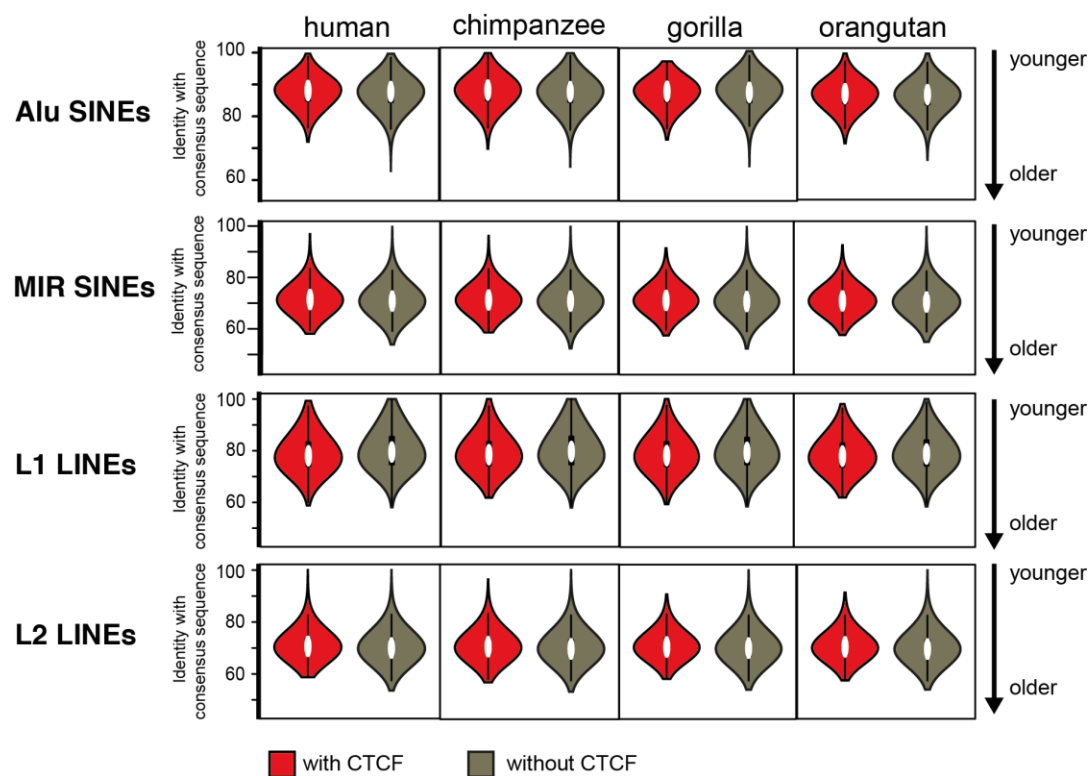 human chimpanzee gorilla orangutan
Alu SINEs
Identity with
consensus sequence
100
80
60
younger
older
MIR SINEs
Identity with
consensus sequence
100
80
60
younger
older
L1 LINEs
Identity with
consensus sequence
100
80
60
younger
older
L2 LINEs
Identity with
consensus sequence
100
80
60
younger
older
with CTCF without CTCF